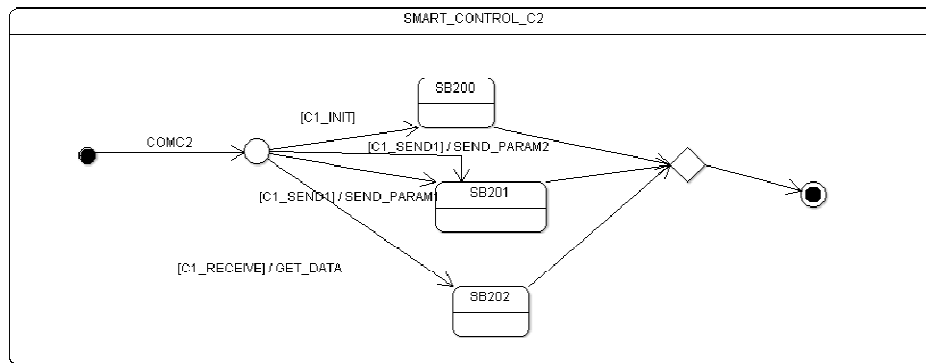 SMART_CONTROL_C2
SB200
[C1_INIT]
COMC2
[C1_SEND1] / SEND_PARAM2
SB201
[C1_SEND1] / SEND_PARAM1
[C1_RECEIVE] / GET_DATA
SB202